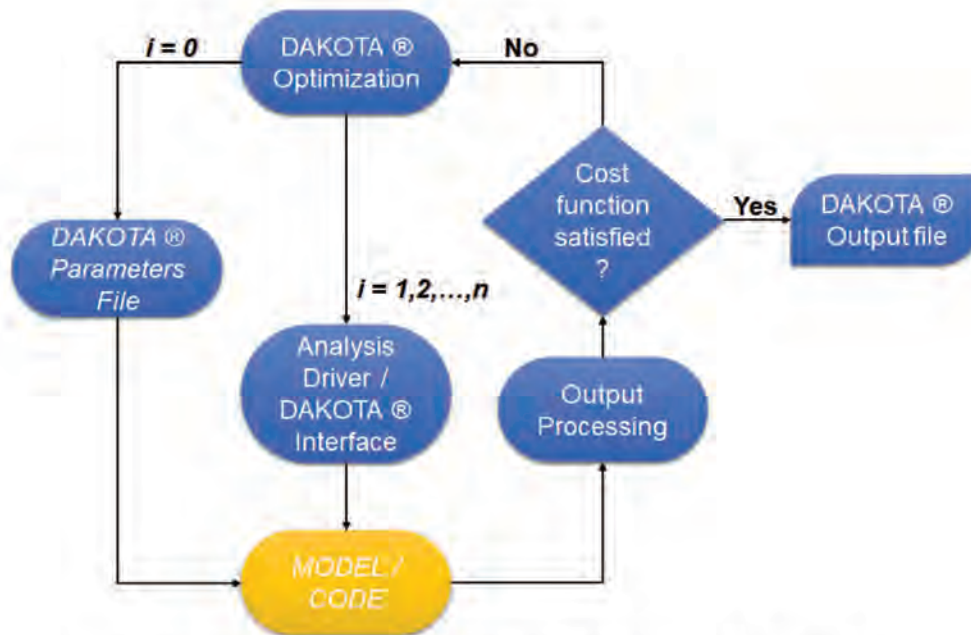 i = 0
DAKOTA ®
Optimization
No
Cost
function
satisfied
?
Yes
DAKOTA ®
Output file
DAKOTA ®
Parameters
File
i = 1,2,...,n
Analysis
Driver /
DAKOTA ®
Interface
Output
Processing
MODEL /
CODE